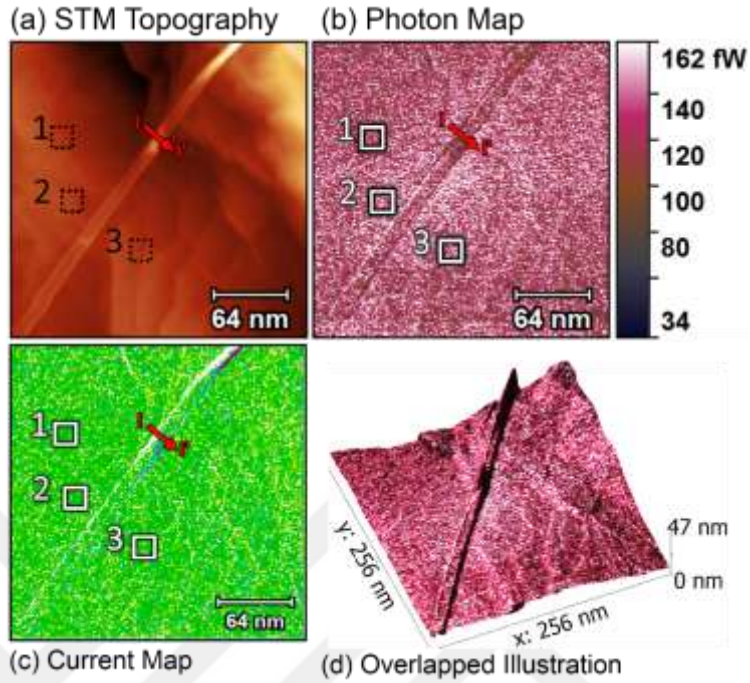 (a) STM Topography
(b) Photon Map
1
2
3
I
I'
64 nm
1
2
3
I
I'
64 nm
162 fW
140
120
100
80
34
1
2
3
I
I'
64 nm
47 nm
0 nm
y: 256 nm
x: 256 nm
(c) Current Map
(d) Overlapped Illustration